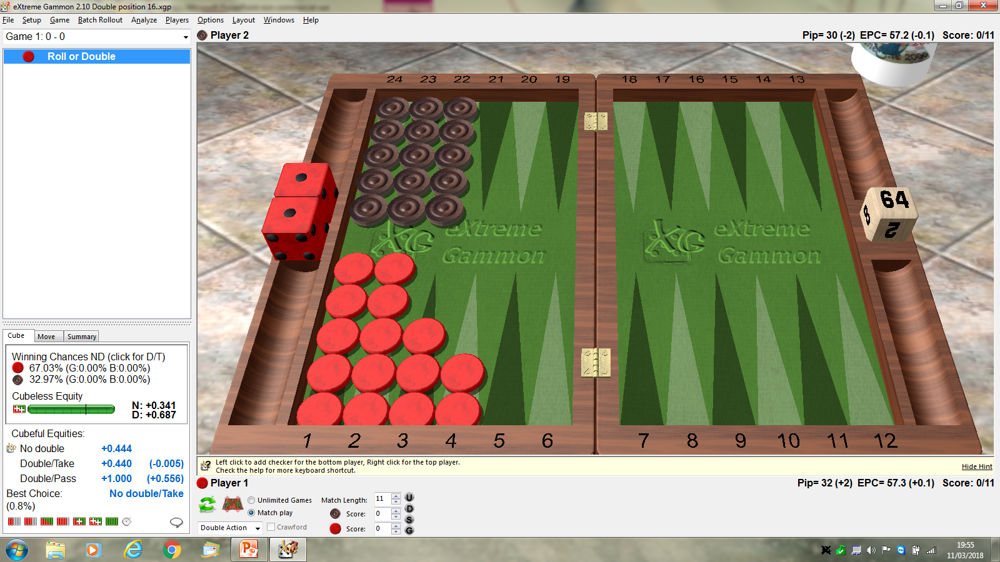 eXtreme Gammon 2.10 Double position 16..xgp
File Setup Game Batch Rollout Analyze Players Options Layout Windows Help
Game 1: 0 - 0
Player 2 Pip= 30 (-2) EPC= 57.2 (-0.1) Score: 0/11
Roll or Double
24 23 22 21 20 19 18 17 16 15 14 13
64
8
2
eXtreme
Gammon
eXtreme
Gammon
XG
XG
1 2 3 4 5 6 7 8 9 10 11 12
Cube Move Summary
Winning Chances ND (click for D/T)
67.03% (G:0.00% B:0.00%)
32.97% (G:0.00% B:0.00%)
Cubeless Equity
N: +0.341
D: +0.687
Cubeful Equities:
No double +0.444
Double/Take +0.440 (-0.005)
Double/Pass +1.000 (+0.556)
Best Choice: No double/Take
(0.8%)
Left click to add checker for the bottom player, Right click for the top player.
Check the help for more keyboard shortcut.
Hide Hint
Player 1 Pip= 32 (+2) EPC= 57.3 (+0.1) Score: 0/11
Unlimited Games
Match play
Double Action
Crawford
Match Length: 11
Score: 0
Score: 0
U
D
S
G
19:55
11/03/2018